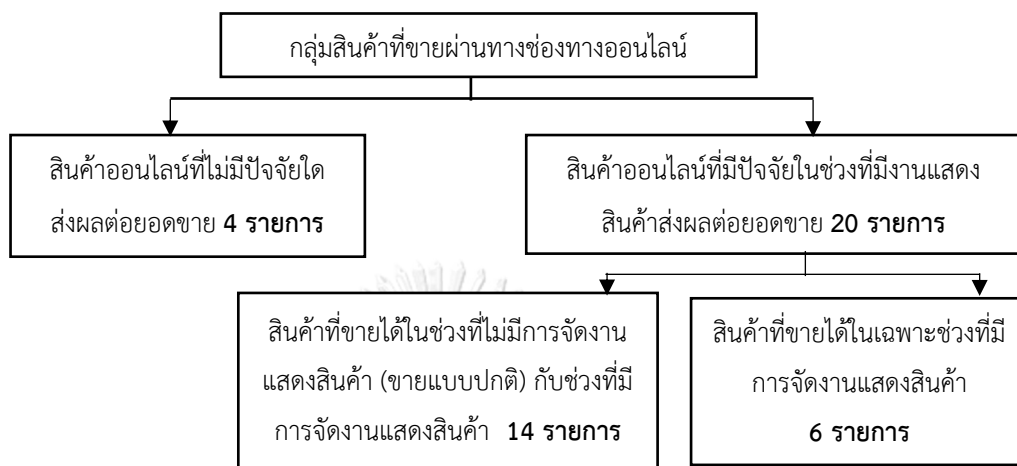 กลุ่มสินค้าที่ขายผ่านทางช่องทางออนไลน์
สินค้าออนไลน์ที่ไม่มีปัจจัยใด
ส่งผลต่อยอดขาย 4 รายการ
สินค้าออนไลน์ที่มีปัจจัยในช่วงที่มีงานแสดง
สินค้าส่งผลต่อยอดขาย 20 รายการ
สินค้าที่ขายได้ในช่วงที่ไม่มีการจัดงาน
แสดงสินค้า (ขายแบบปกติ) กับช่วงที่มี
การจัดงานแสดงสินค้า 14 รายการ
สินค้าที่ขายได้ในเฉพาะช่วงที่มี
การจัดงานแสดงสินค้า
6 รายการ